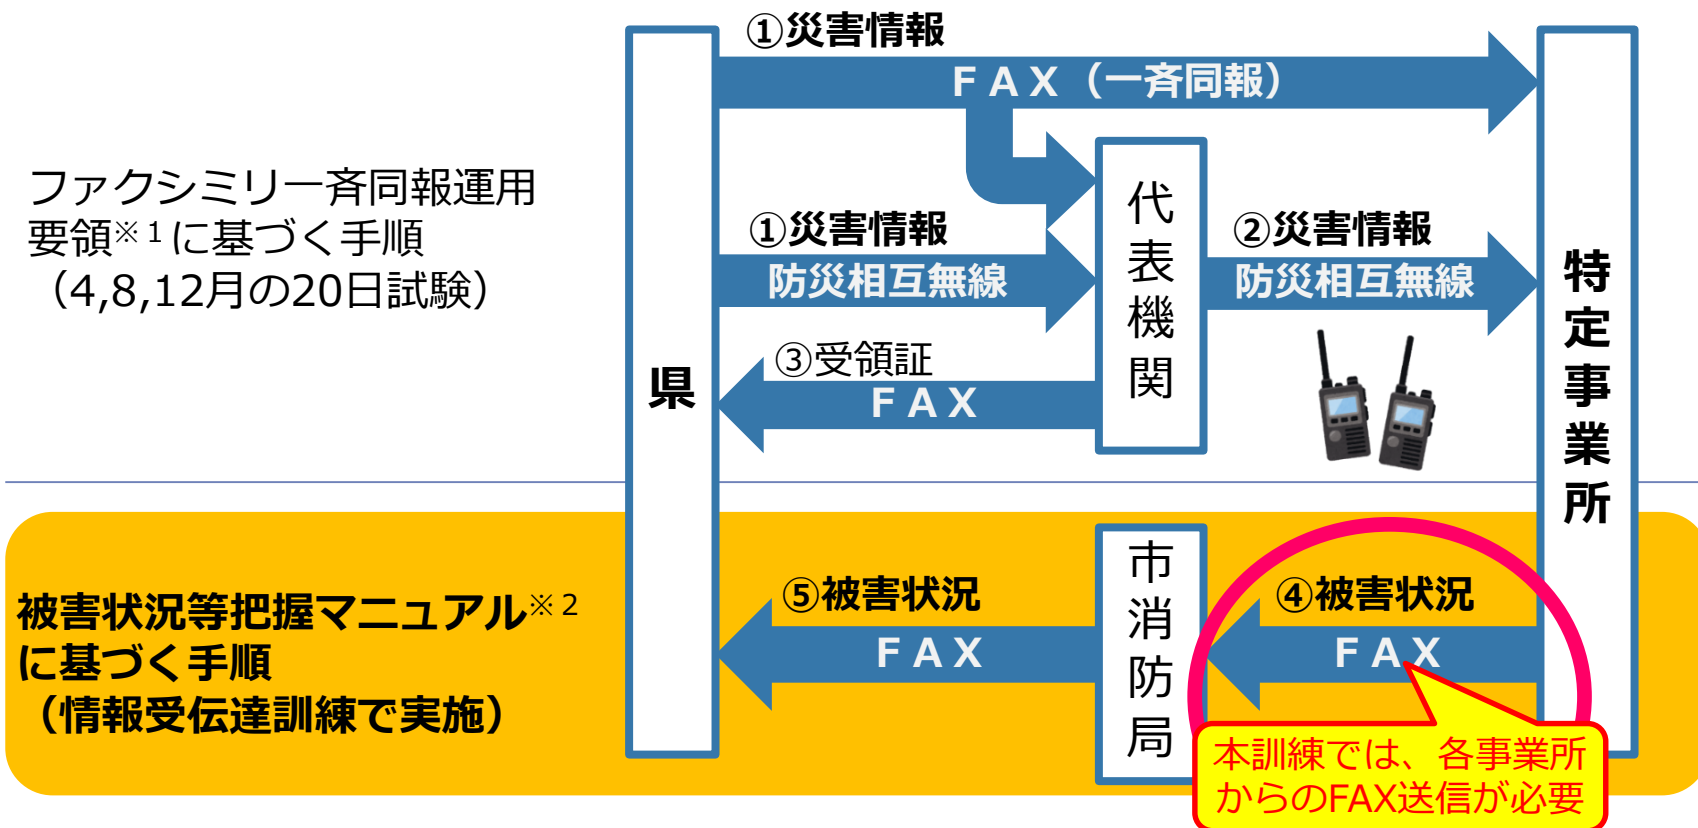 ①災害情報
ＦＡＸ（一斉同報）
ファクシミリ一斉同報運用
要領※１に基づく手順
（4,8,12月の20日試験）
①災害情報
防災相互無線
代表機関
②災害情報
防災相互無線
③受領証
ＦＡＸ
県
特定事業所
被害状況等把握マニュアル※２
に基づく手順
（情報受伝達訓練で実施）
⑤被害状況
ＦＡＸ
市消防局
④被害状況
ＦＡＸ
本訓練では、各事業所
からのFAX送信が必要